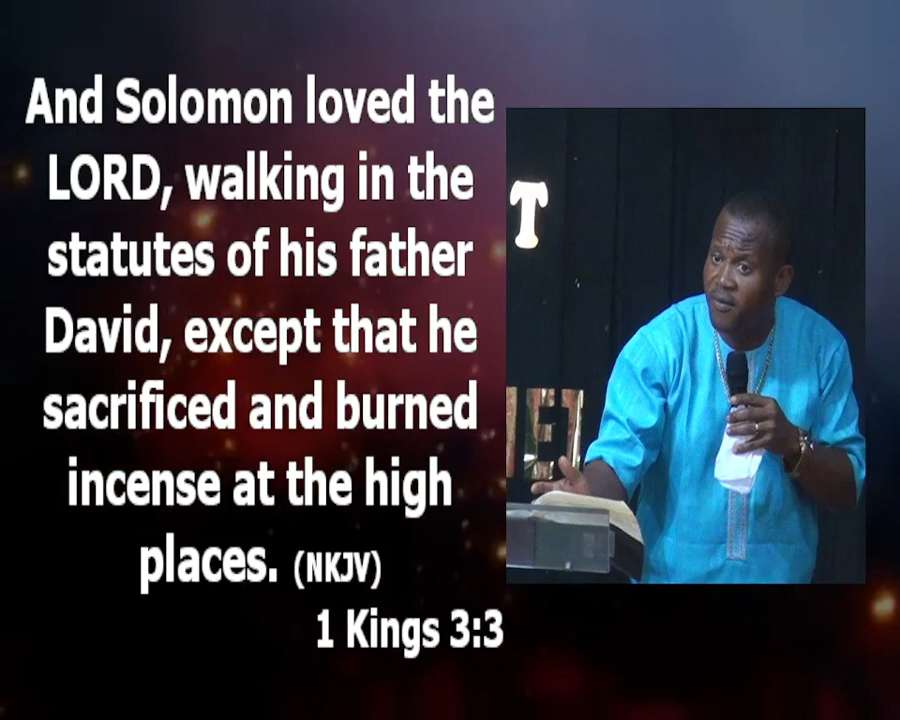 And Solomon loved the
LORD, walking in the
statutes of his father
David, except that he
sacrificed and burned
incense at the high
places. (NKJV)
1 Kings 3:3
T